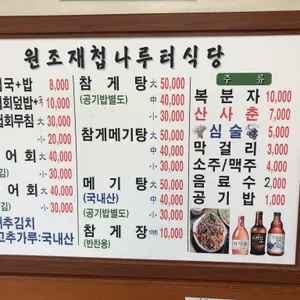 원조재첩나루터식당
국+밥 8,000
회덮밥+국 10,000
회무침 大 30,000
小 20,000
어회 大 40,000
小 30,000
어회 大 40,000
小 30,000
추김치
고추가루:국내산
참게탕 大 50,000
(공기밥별도) 中 40,000
小 30,000
참게메기탕 大 50,000
中 40,000
小 30,000
메기탕 大 50,000
(국내산) 中 40,000
(공기밥별도) 小 30,000
참게장 10,000
(반찬용)
주류
복분자 10,000
산사춘 7,000
심술 5,000
막걸리 3,000
소주/맥주 4,000
음료수 2,000
공기밥 1,000